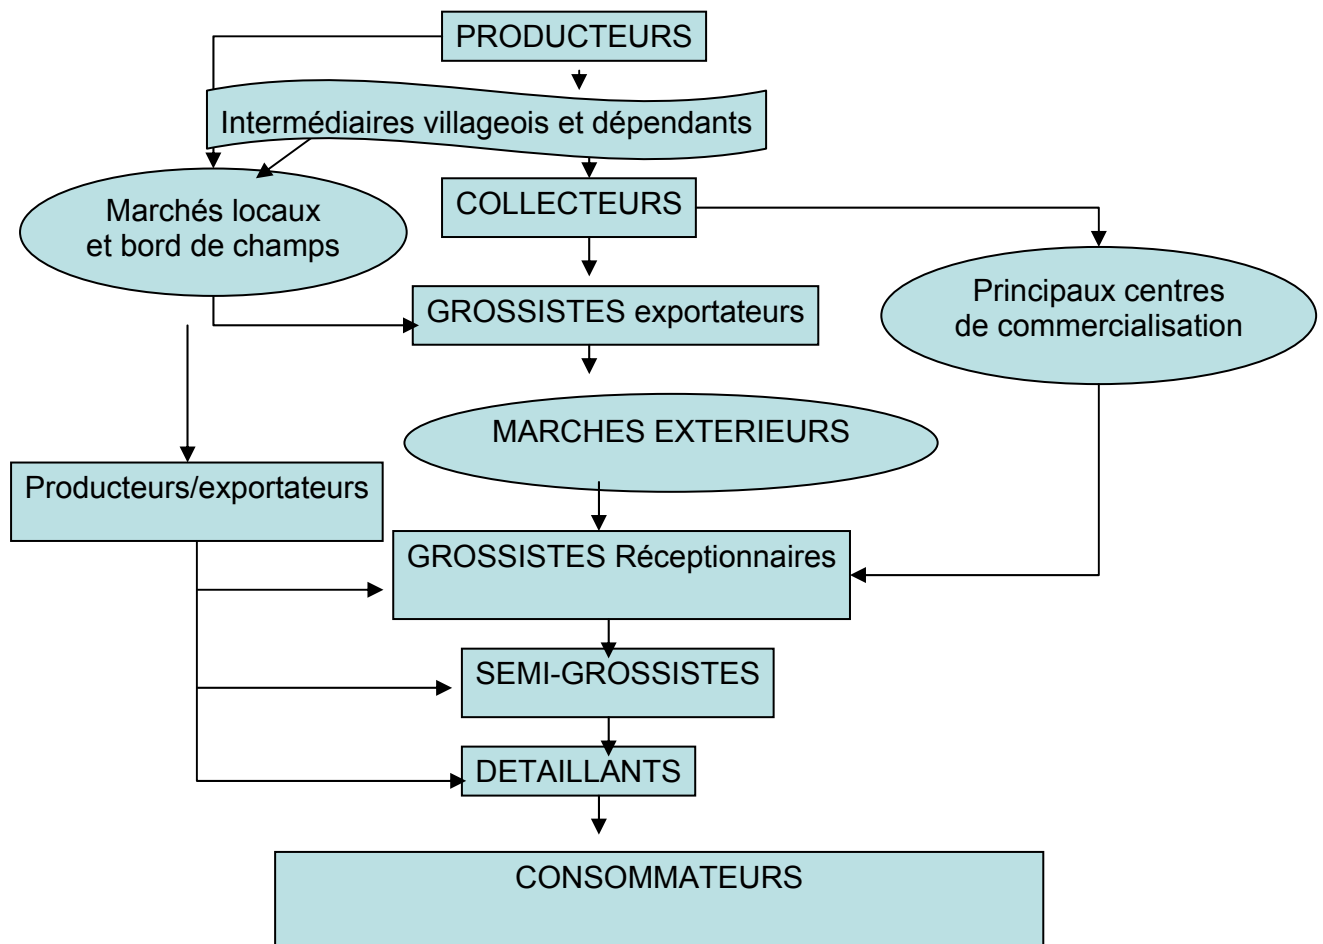 PRODUCTEURS
Intermédiaires villageois et dépendants
Marchés locaux
et bord de champs
COLLECTEURS
Principaux centres
de commercialisation
GROSSISTES exportateurs
MARCHES EXTERIEURS
Producteurs/exportateurs
GROSSISTES Réceptionnaires
SEMI-GROSSISTES
DETAILLANTS
CONSOMMATEURS